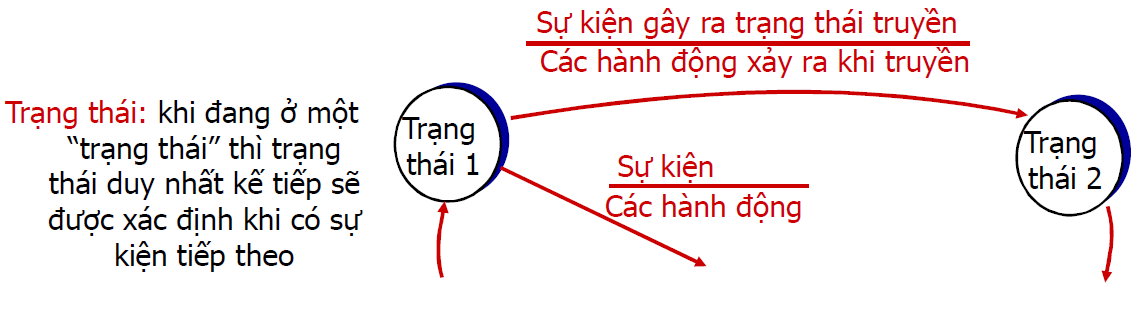 Sự kiện gây ra trạng thái truyền
Các hành động xảy ra khi truyền
Trạng thái: khi đang ở một
“trạng thái” thì trạng
thái duy nhất kế tiếp sẽ
được xác định khi có sự
kiện tiếp theo
Trạng
thái 1
Sự kiện
Các hành động
Trạng
thái 2